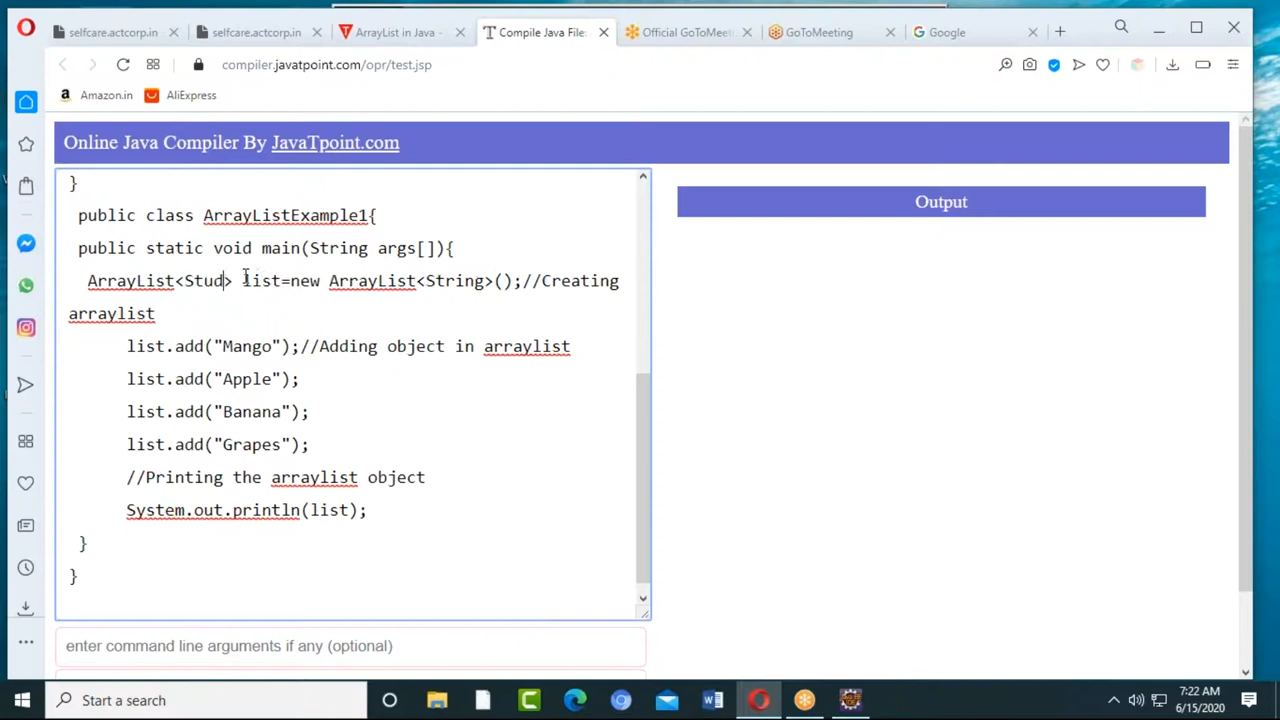 selfcare.actcorp.in
selfcare.actcorp.in
ArrayList in Java -
Compile Java File:
Official GoToMeeti
GoToMeeting
Google
compiler.javatpoint.com/opr/test.jsp
Amazon.in
AliExpress
Online Java Compiler By JavaTpoint.com
}
public class ArrayListExample1{
public static void main(String args[]){
ArrayList<Stud> list=new ArrayList<String>();//Creating
arraylist
list.add("Mango");//Adding object in arraylist
list.add("Apple");
list.add("Banana");
list.add("Grapes");
//Printing the arraylist object
System.out.println(list);
}
}
Output
enter command line arguments if any (optional)
Start a search
7:22 AM
6/15/2020